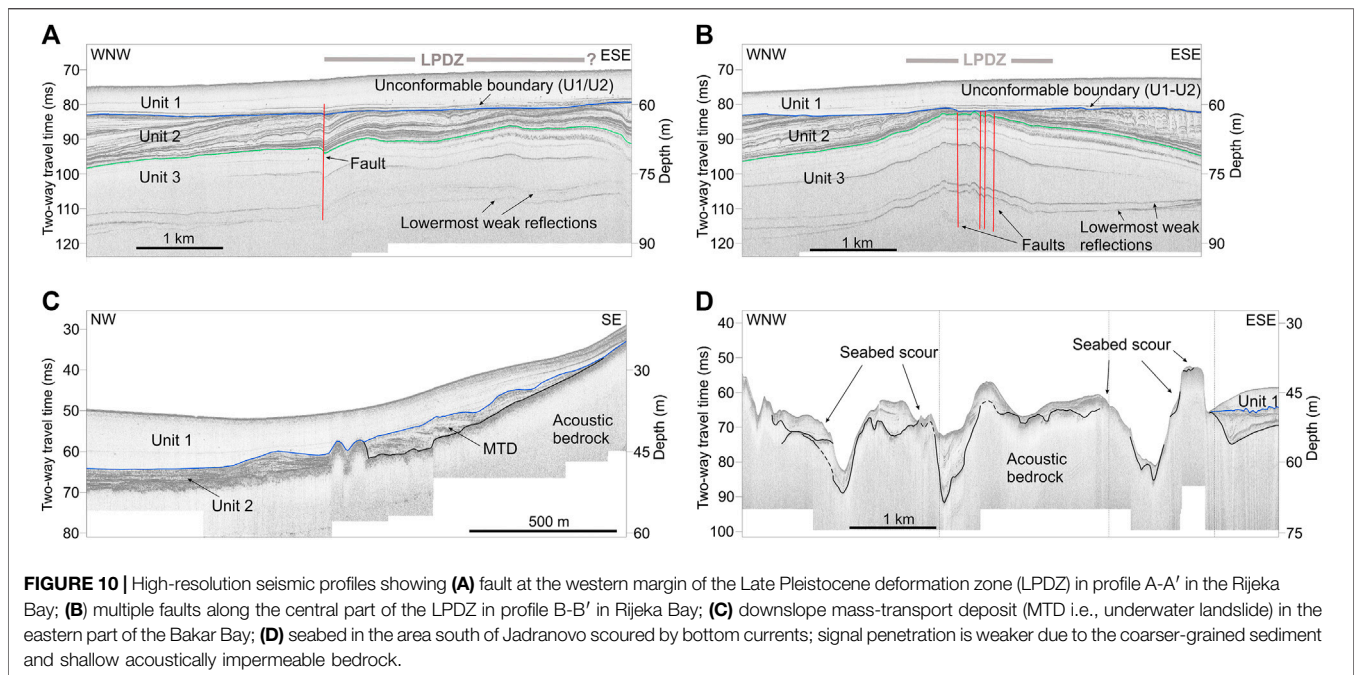 A
WNW
LPDZ
?
ESE
70
80
90
100
110
120
Two-way travel time (ms)
Unit 1
Unconformable boundary (U1/U2)
Unit 2
Fault
Unit 3
Lowermost weak reflections
1 km
60
75
90
Depth (m)
B
WNW
LPDZ
ESE
70
80
90
100
110
120
Two-way travel time (ms)
Unit 1
Unconformable boundary (U1-U2)
Unit 2
Unit 3
Faults
Lowermost weak
reflections
1 km
60
75
90
Depth (m)
C
NW
SE
30
40
50
60
70
80
Two-way travel time (ms)
Unit 1
MTD
Acoustic
bedrock
Unit 2
500 m
30
45
60
Depth (m)
D
WNW
ESE
40
50
60
70
80
90
100
Two-way travel time (ms)
Seabed scour
Seabed scour
Unit 1
Acoustic
bedrock
1 km
30
45
60
75
Depth (m)
FIGURE 10 | High-resolution seismic profiles showing (A) fault at the western margin of the Late Pleistocene deformation zone (LPDZ) in profile A-A′ in the Rijeka
Bay; (B) multiple faults along the central part of the LPDZ in profile B-B′ in Rijeka Bay; (C) downslope mass-transport deposit (MTD i.e., underwater landslide) in the
eastern part of the Bakar Bay; (D) seabed in the area south of Jadranovo scoured by bottom currents; signal penetration is weaker due to the coarser-grained sediment
and shallow acoustically impermeable bedrock.